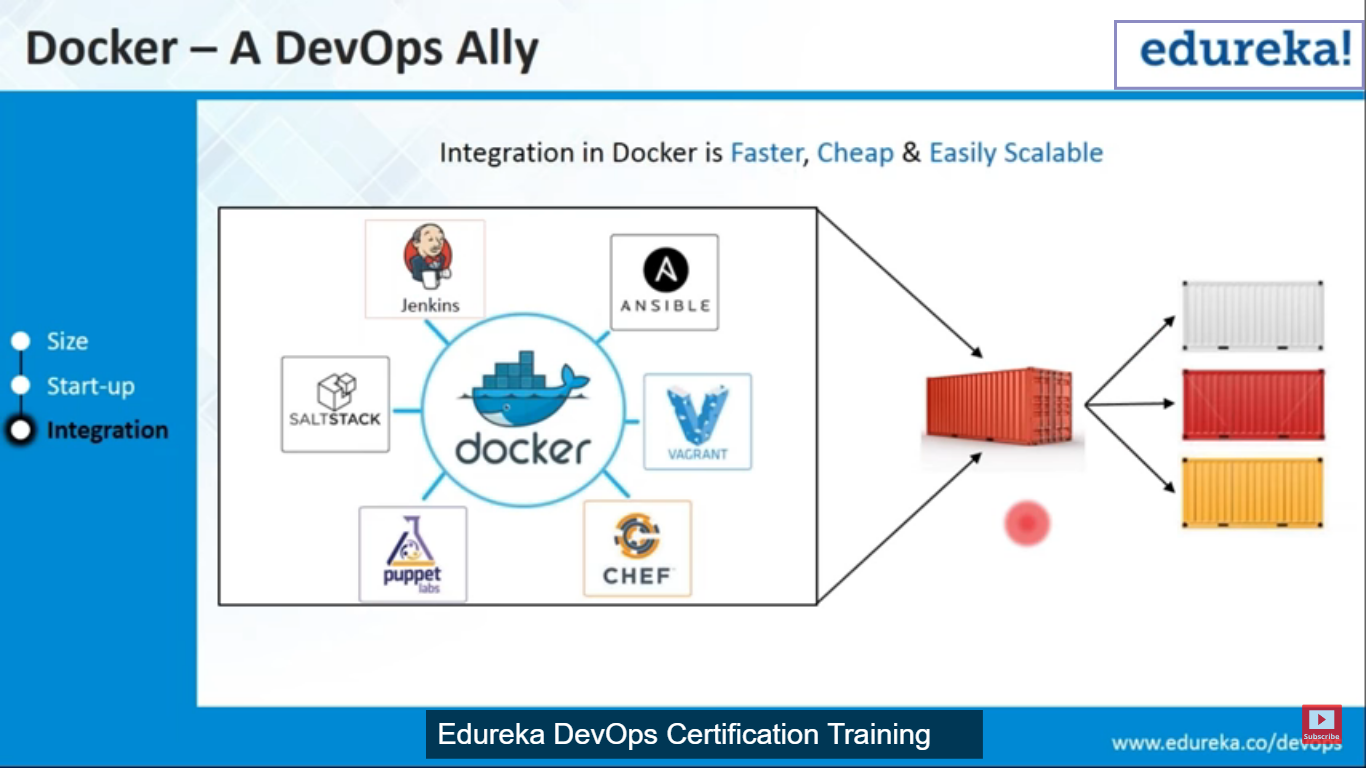 Docker – A DevOps Ally
edureka!
Integration in Docker is Faster, Cheap & Easily Scalable
Size
Start-up
Integration
Jenkins
ANSIBLE
SALTSTACK
docker
VAGRANT
puppet
labs
CHEF
Edureka DevOps Certification Training
Subscribe
www.edureka.co/devops